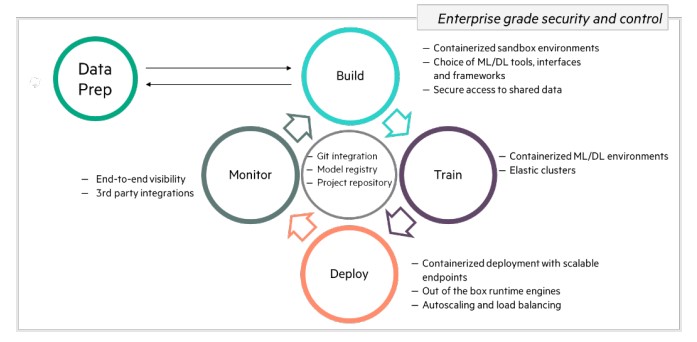 Enterprise grade security and control
Data
Prep
Build
— Containerized sandbox environments
— Choice of ML/DL tools, interfaces
and frameworks
— Secure access to shared data
— Git integration
— Model registry
— Project repository
Monitor
— End-to-end visibility
— 3rd party integrations
Train
— Containerized ML/DL environments
— Elastic clusters
Deploy
— Containerized deployment with scalable
endpoints
— Out of the box runtime engines
— Autoscaling and load balancing